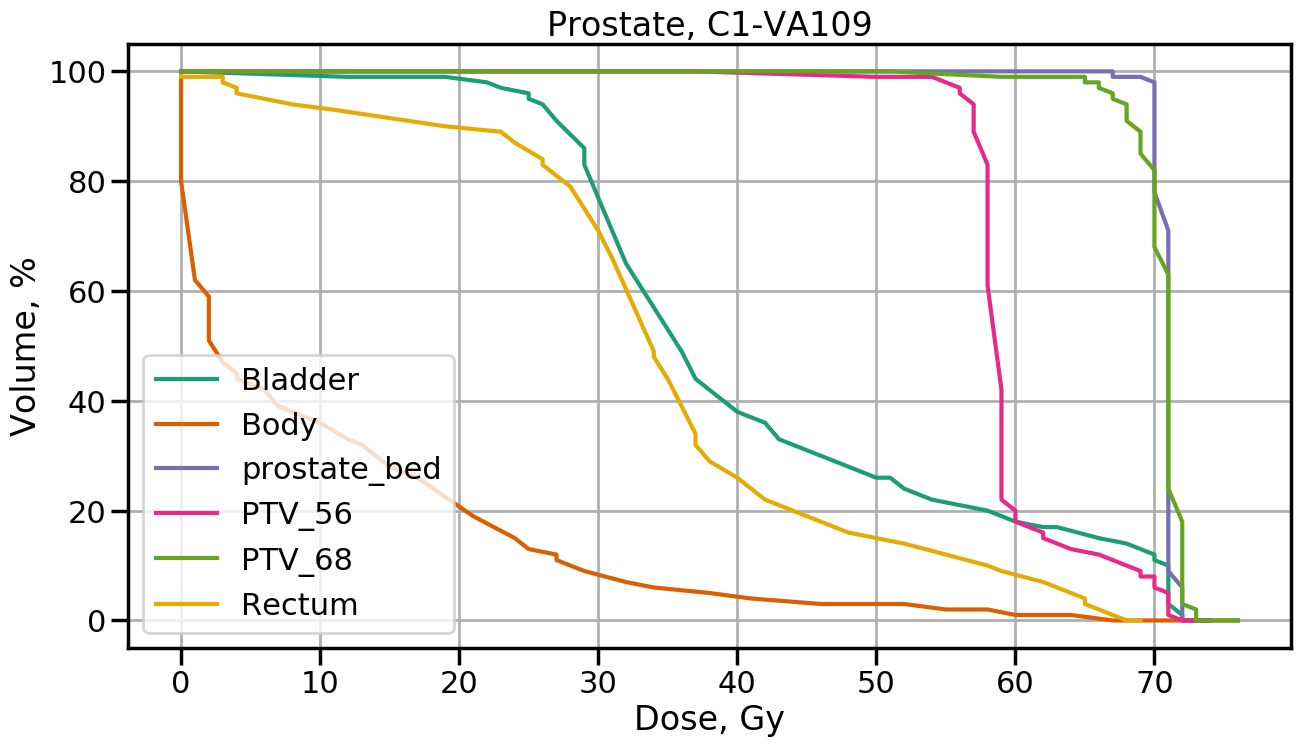 Prostate, C1-VA109
Volume, %
100
80
60
40
20
0
Bladder
Body
prostate_bed
PTV_56
PTV_68
Rectum
0 10 20 30 40 50 60 70
Dose, Gy